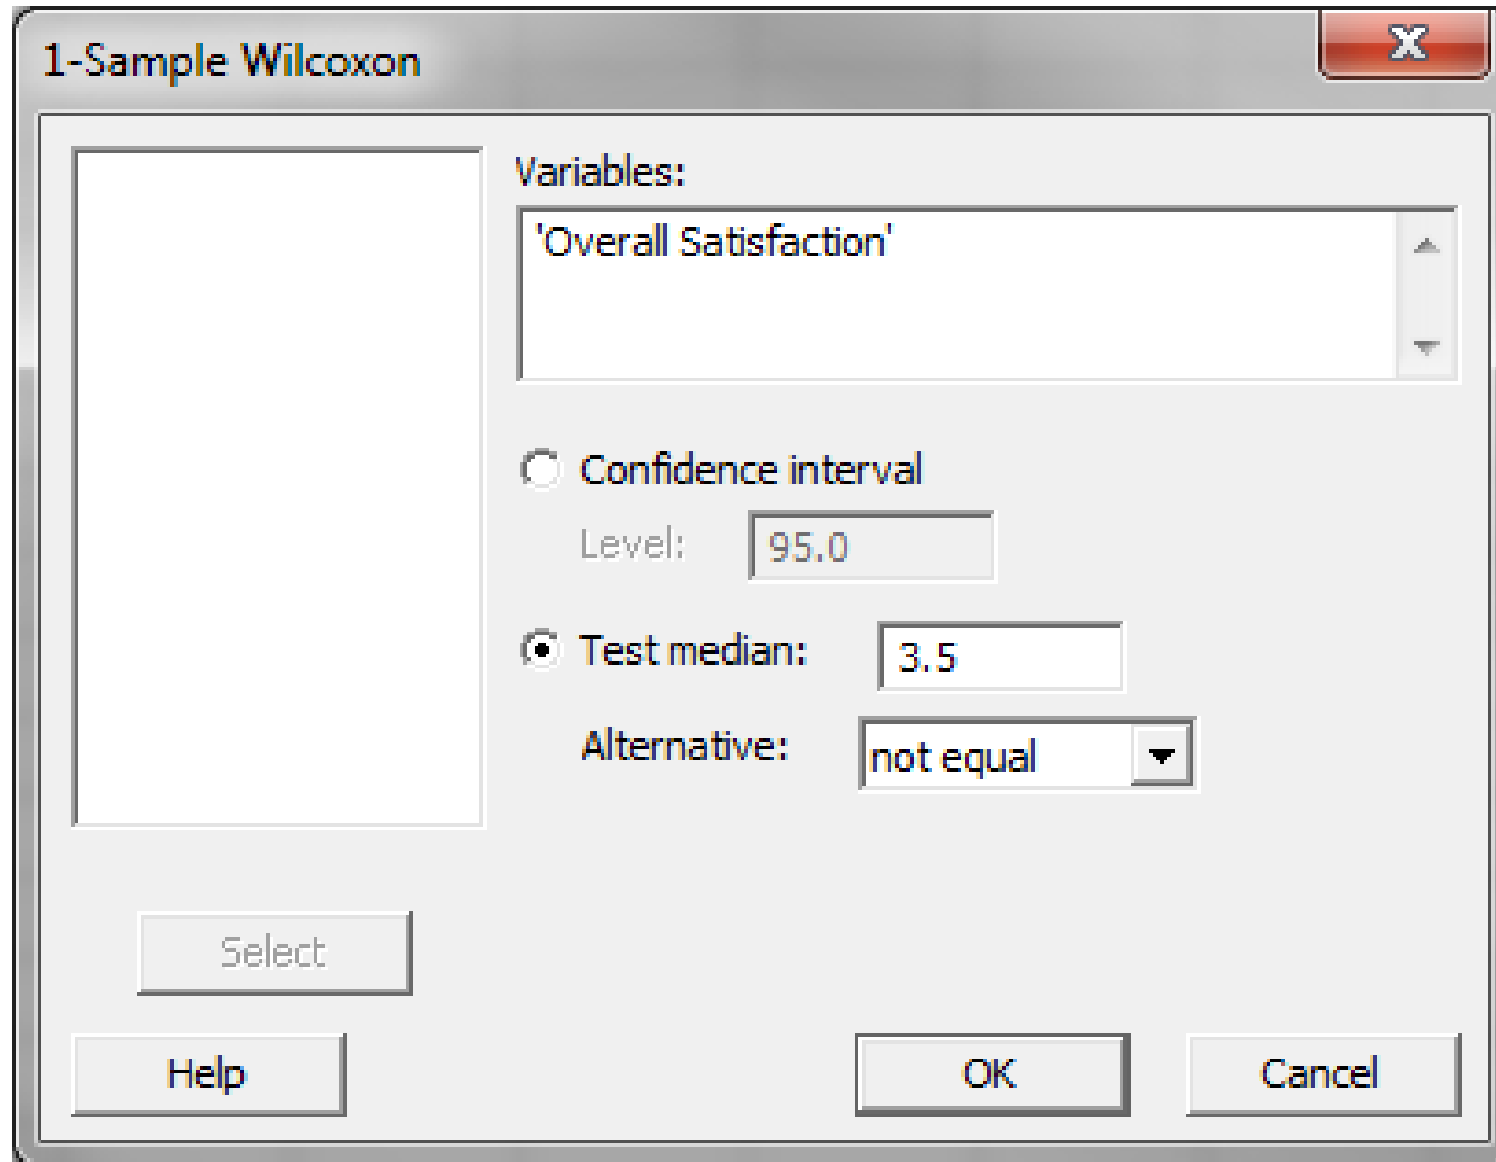 1-Sample Wilcoxon
Variables:
'Overall Satisfaction'
Confidence interval
Level: 95.0
Test median: 3.5
Alternative: not equal
Select
Help OK Cancel